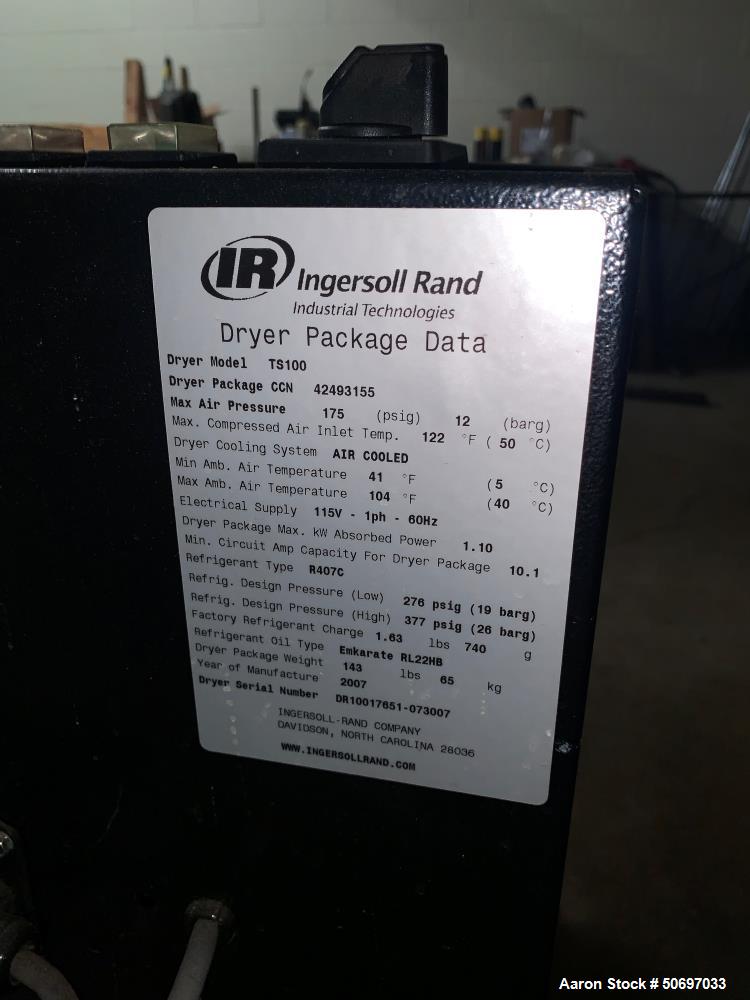 IR Ingersoll Rand
Industrial Technologies
Dryer Package Data
Dryer Model TS100
Dryer Package CCN 42493155
Max Air Pressure 175 (psig) 12 (barg)
Max. Compressed Air Inlet Temp. 122 °F ( 50 °C)
Dryer Cooling System AIR COOLED
Min Amb. Air Temperature 41 °F (5 °C)
Max Amb. Air Temperature 104 °F (40 °C)
Electrical Supply 115V - 1ph - 60Hz
Dryer Package Max. kW Absorbed Power 1.10
Min. Circuit Amp Capacity For Dryer Package 10.1
Refrigerant Type R407C
Refrig. Design Pressure (Low) 276 psig (19 barg)
Refrig. Design Pressure (High) 377 psig (26 barg)
Factory Refrigerant Charge 1.63 lbs 740 g
Refrigerant Oil Type Emkarate RL22HB
Dryer Package Weight 143 lbs 65 kg
Year of Manufacture 2007
Dryer Serial Number DR10017651-073007
INGERSOLL-RAND COMPANY
DAVIDSON, NORTH CAROLINA 28036
WWW.INGERSOLLRAND.COM
Aaron Stock # 50697033